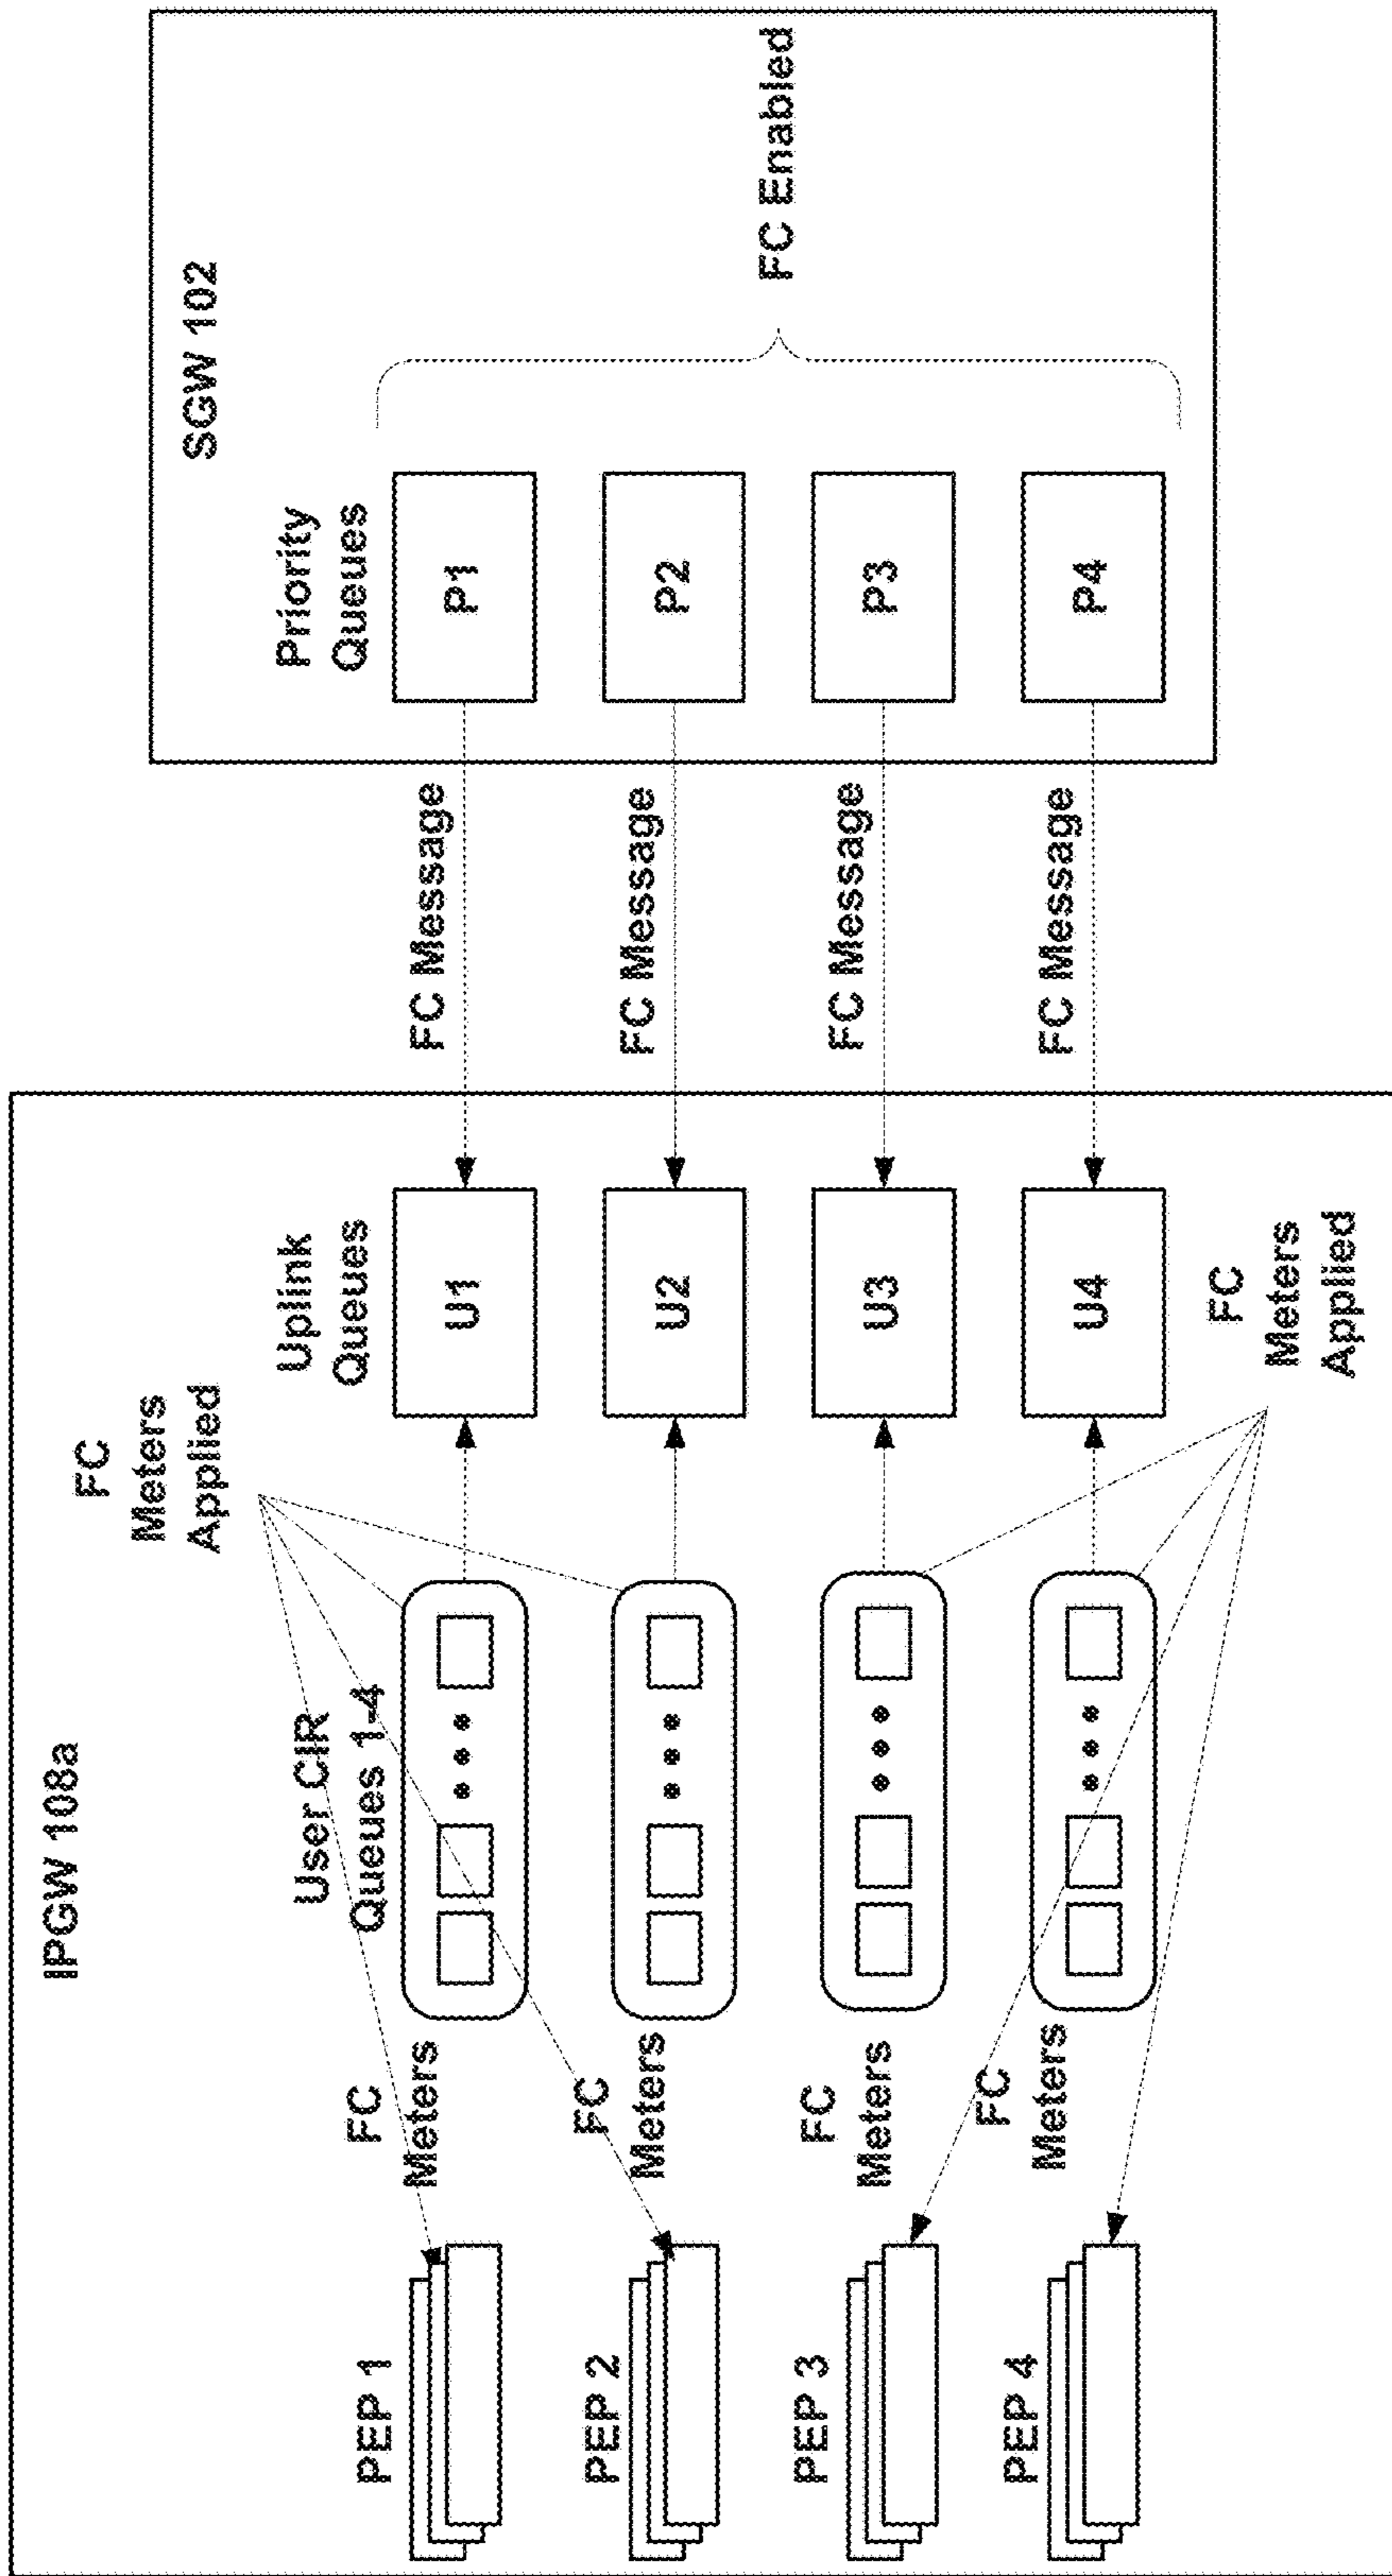 IPGW 108a
SGW 102
FC
Meters
Applied
User CIR
Queues 1-4
Uplink
Queues
Priority
Queues
PEP 1
FC
Meters
U1
FC Message
P1
PEP 2
FC
Meters
U2
FC Message
P2
FC Enabled
PEP 3
FC
Meters
U3
FC Message
P3
PEP 4
FC
Meters
U4
FC Message
P4
FC
Meters
Applied